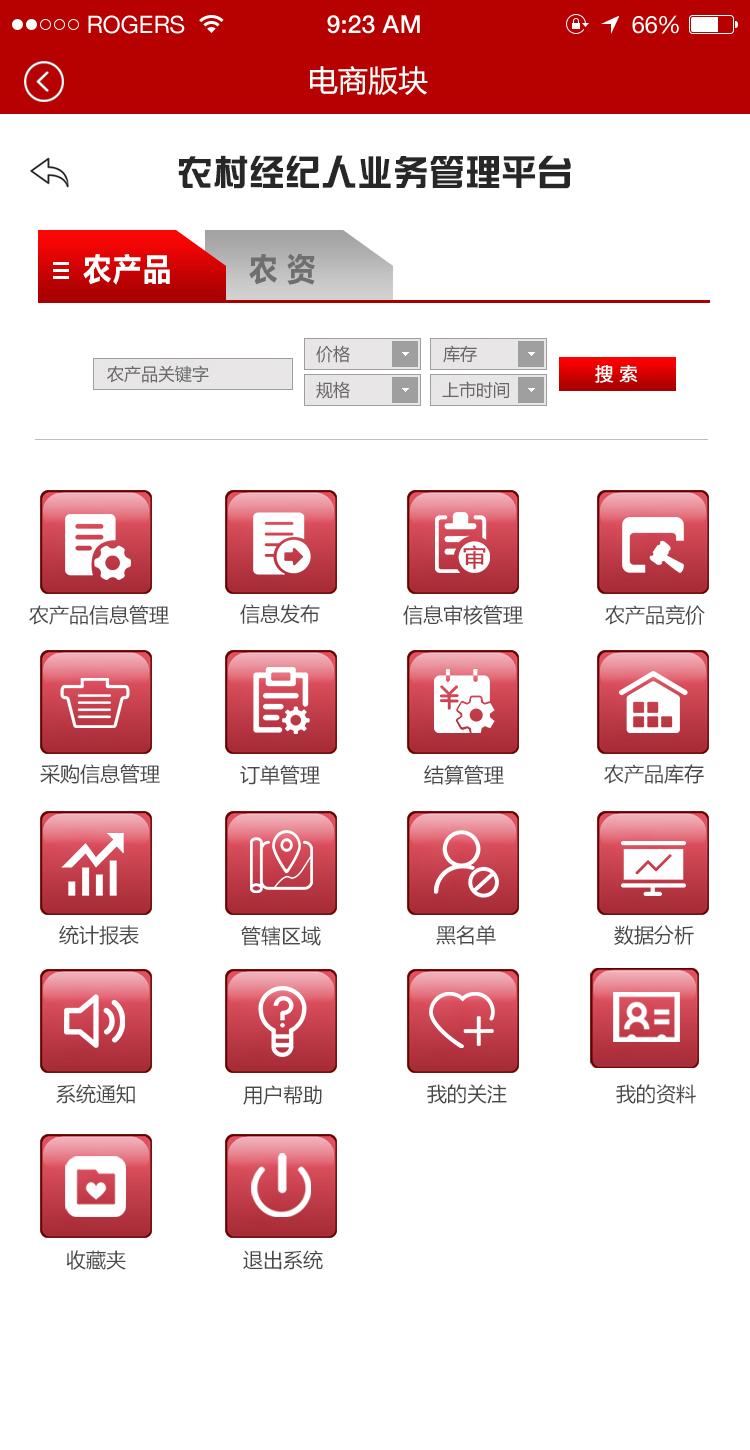 ROGERS 9:23 AM 66%
电商版块
农村经纪人业务管理平台
农产品 农 资
价格 库存
农产品关键字 搜 索
规格 上市时间
审
农产品信息管理 信息发布 信息审核管理 农产品竞价
¥
采购信息管理 订单管理 结算管理 农产品库存
统计报表 管辖区域 黑名单 数据分析
?
系统通知 用户帮助 我的关注 我的资料
收藏夹 退出系统